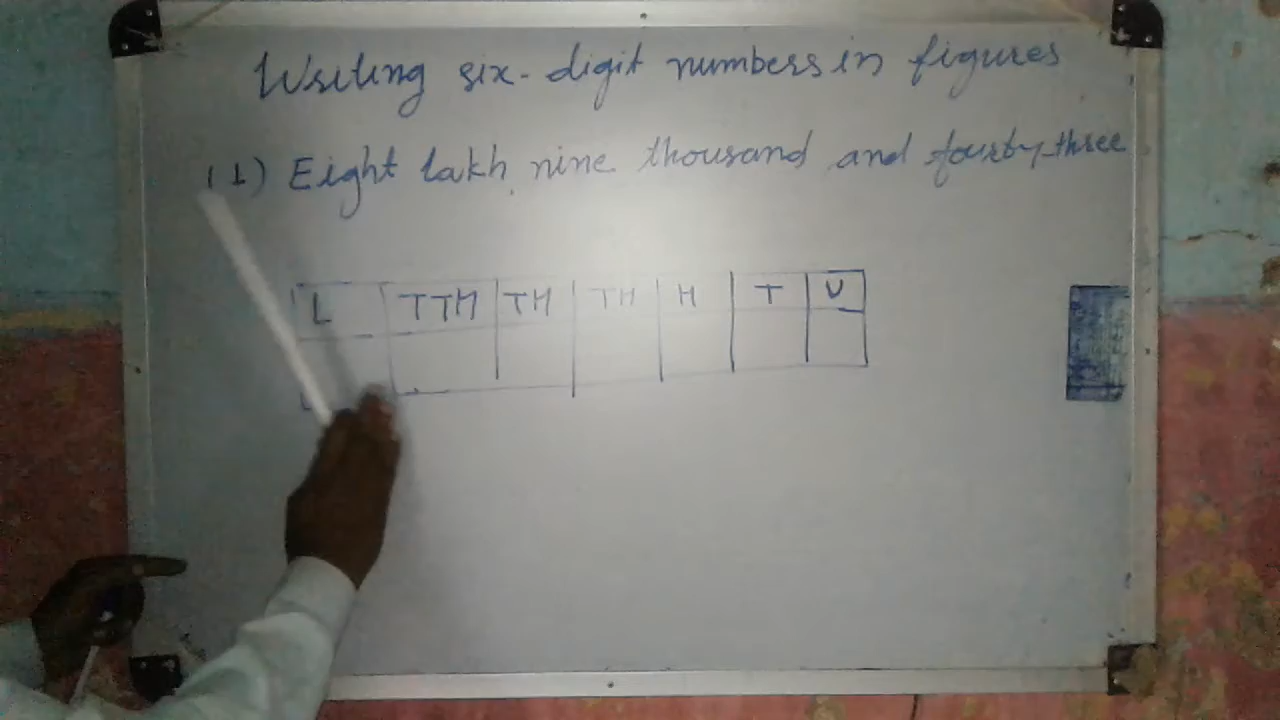 Writing six-digit numbers in figures
(1) Eight lakh, nine thousand and fourty-three
L TTH TH TH H T U